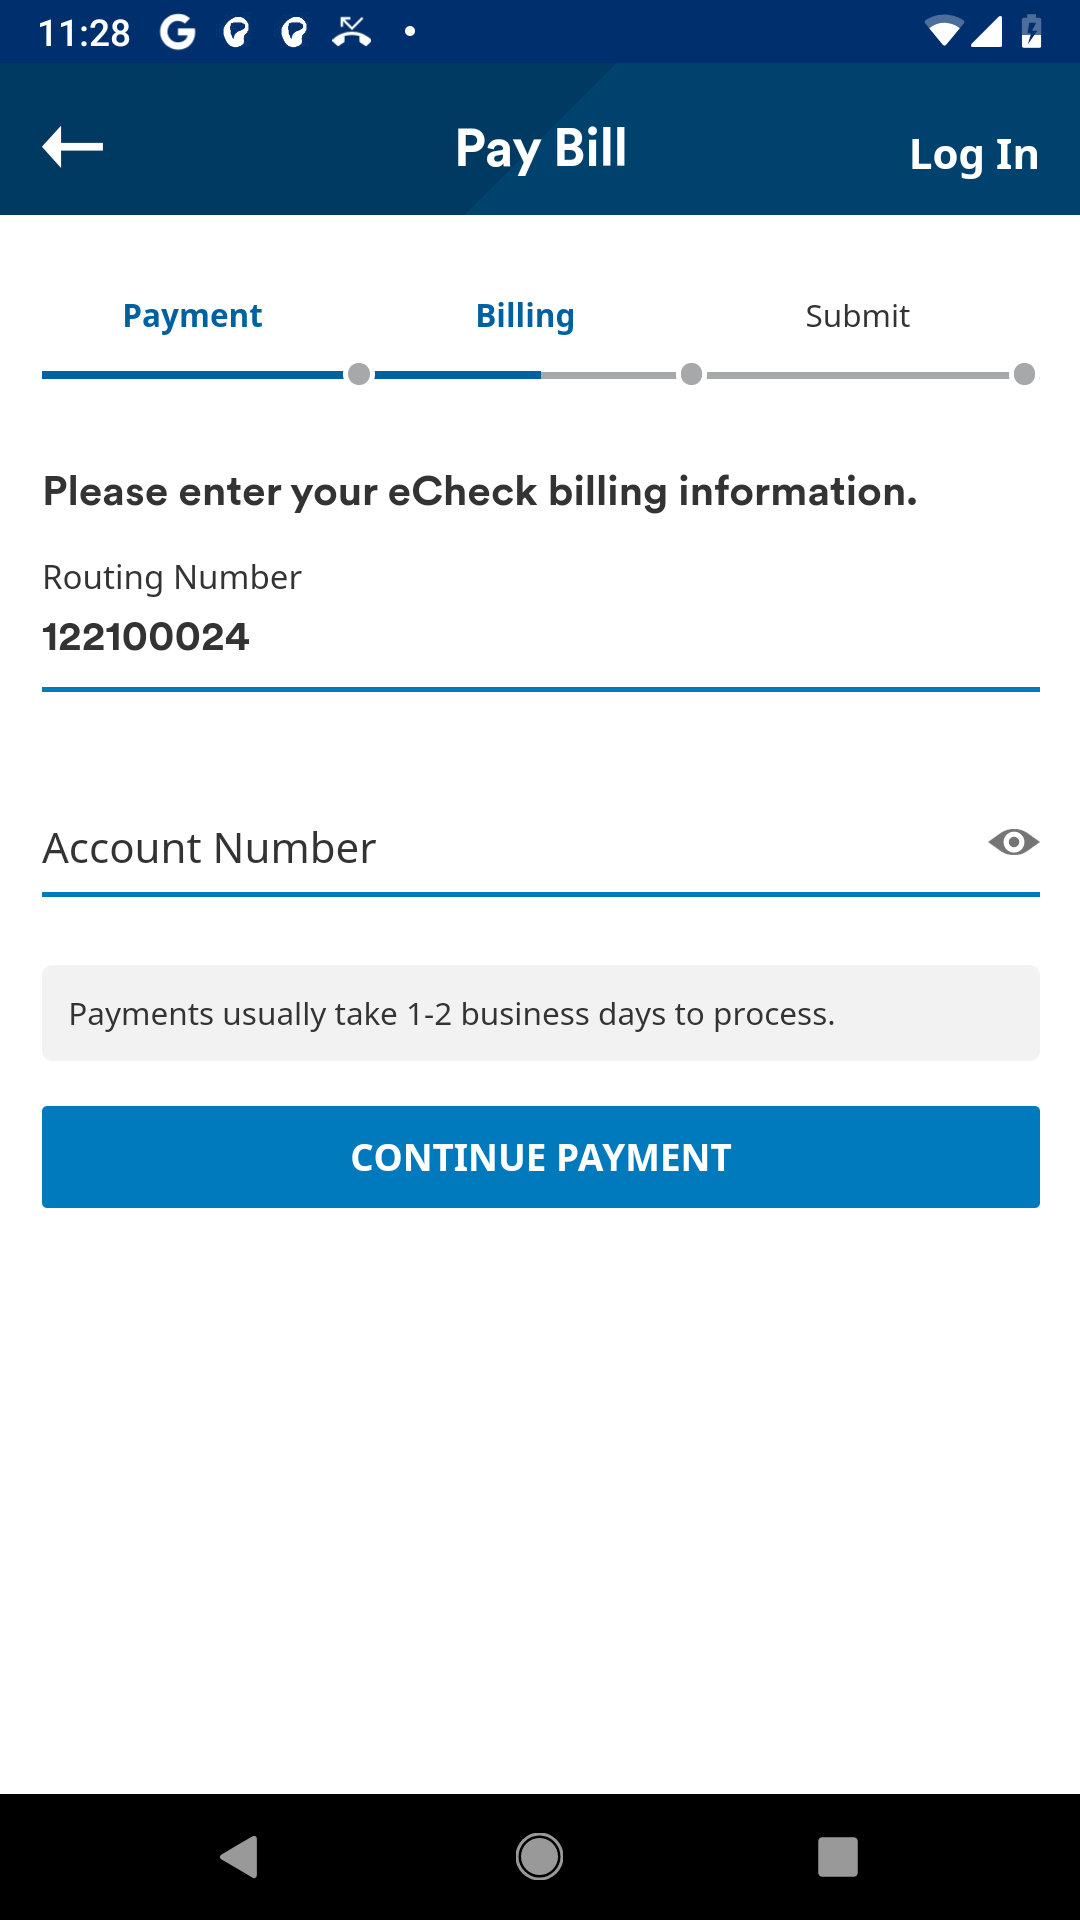 11:28
Pay Bill
Log In
Payment
Billing
Submit
Please enter your eCheck billing information.
Routing Number
122100024
Account Number
Payments usually take 1-2 business days to process.
CONTINUE PAYMENT